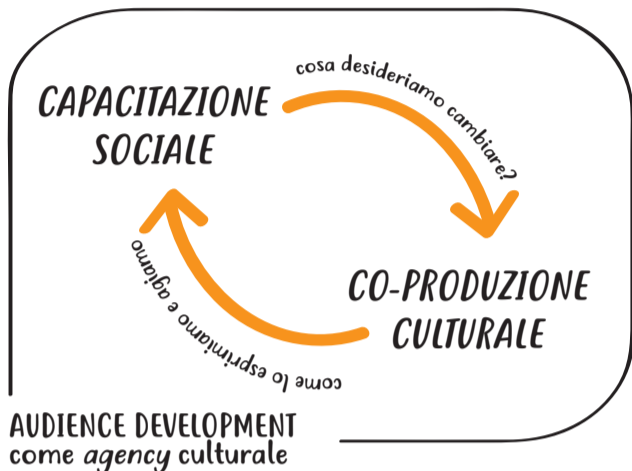 CAPACITAZIONE
SOCIALE
cosa desideriamo cambiare?
CO-PRODUZIONE
CULTURALE
come lo esprimiamo e agiamo
AUDIENCE DEVELOPMENT
come agency culturale